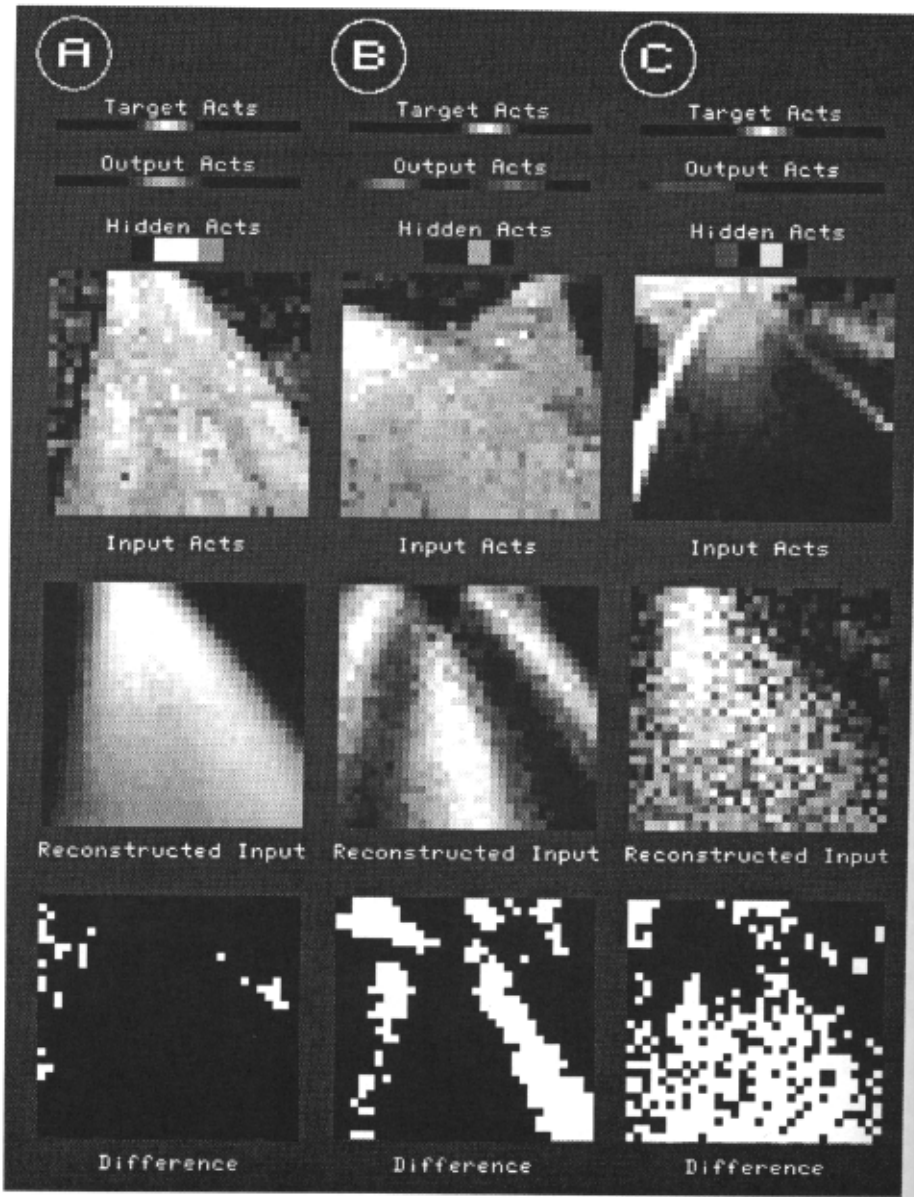 A
B
C
Target Acts
Target Acts
Target Acts
Output Acts
Output Acts
Output Acts
Hidden Acts
Hidden Acts
Hidden Acts
Input Acts
Input Acts
Input Acts
Reconstructed Input
Reconstructed Input
Reconstructed Input
Difference
Difference
Difference